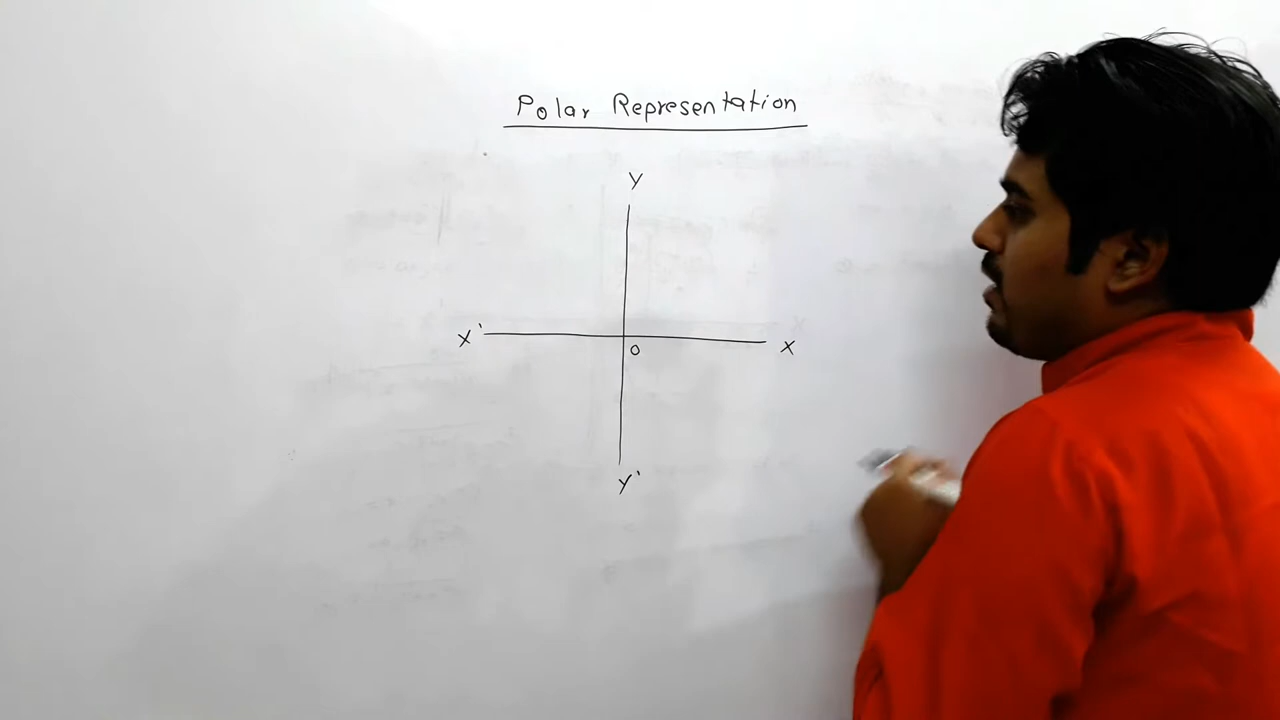 Polar Representation
Y
X'
O
X
Y'